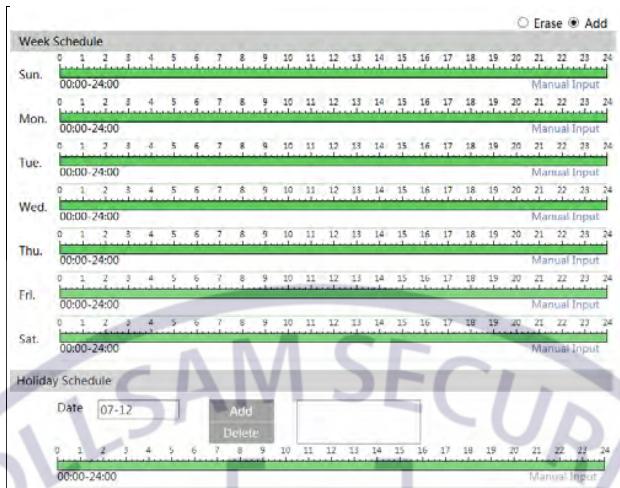 Erase Add
Week Schedule
0 1 2 3 4 5 6 7 8 9 10 11 12 13 14 15 16 17 18 19 20 21 22 23 24
Sun.
00:00-24:00 Manual Input
0 1 2 3 4 5 6 7 8 9 10 11 12 13 14 15 16 17 18 19 20 21 22 23 24
Mon.
00:00-24:00 Manual Input
0 1 2 3 4 5 6 7 8 9 10 11 12 13 14 15 16 17 18 19 20 21 22 23 24
Tue.
00:00-24:00 Manual Input
0 1 2 3 4 5 6 7 8 9 10 11 12 13 14 15 16 17 18 19 20 21 22 23 24
Wed.
00:00-24:00 Manual Input
0 1 2 3 4 5 6 7 8 9 10 11 12 13 14 15 16 17 18 19 20 21 22 23 24
Thu.
00:00-24:00 Manual Input
0 1 2 3 4 5 6 7 8 9 10 11 12 13 14 15 16 17 18 19 20 21 22 23 24
Fri.
00:00-24:00 Manual Input
0 1 2 3 4 5 6 7 8 9 10 11 12 13 14 15 16 17 18 19 20 21 22 23 24
Sat.
00:00-24:00 Manual Input
Holiday Schedule
Date 07-12 Add
Delete
0 1 2 3 4 5 6 7 8 9 10 11 12 13 14 15 16 17 18 19 20 21 22 23 24
00:00-24:00 Manual Input
OLLSAM SECUR